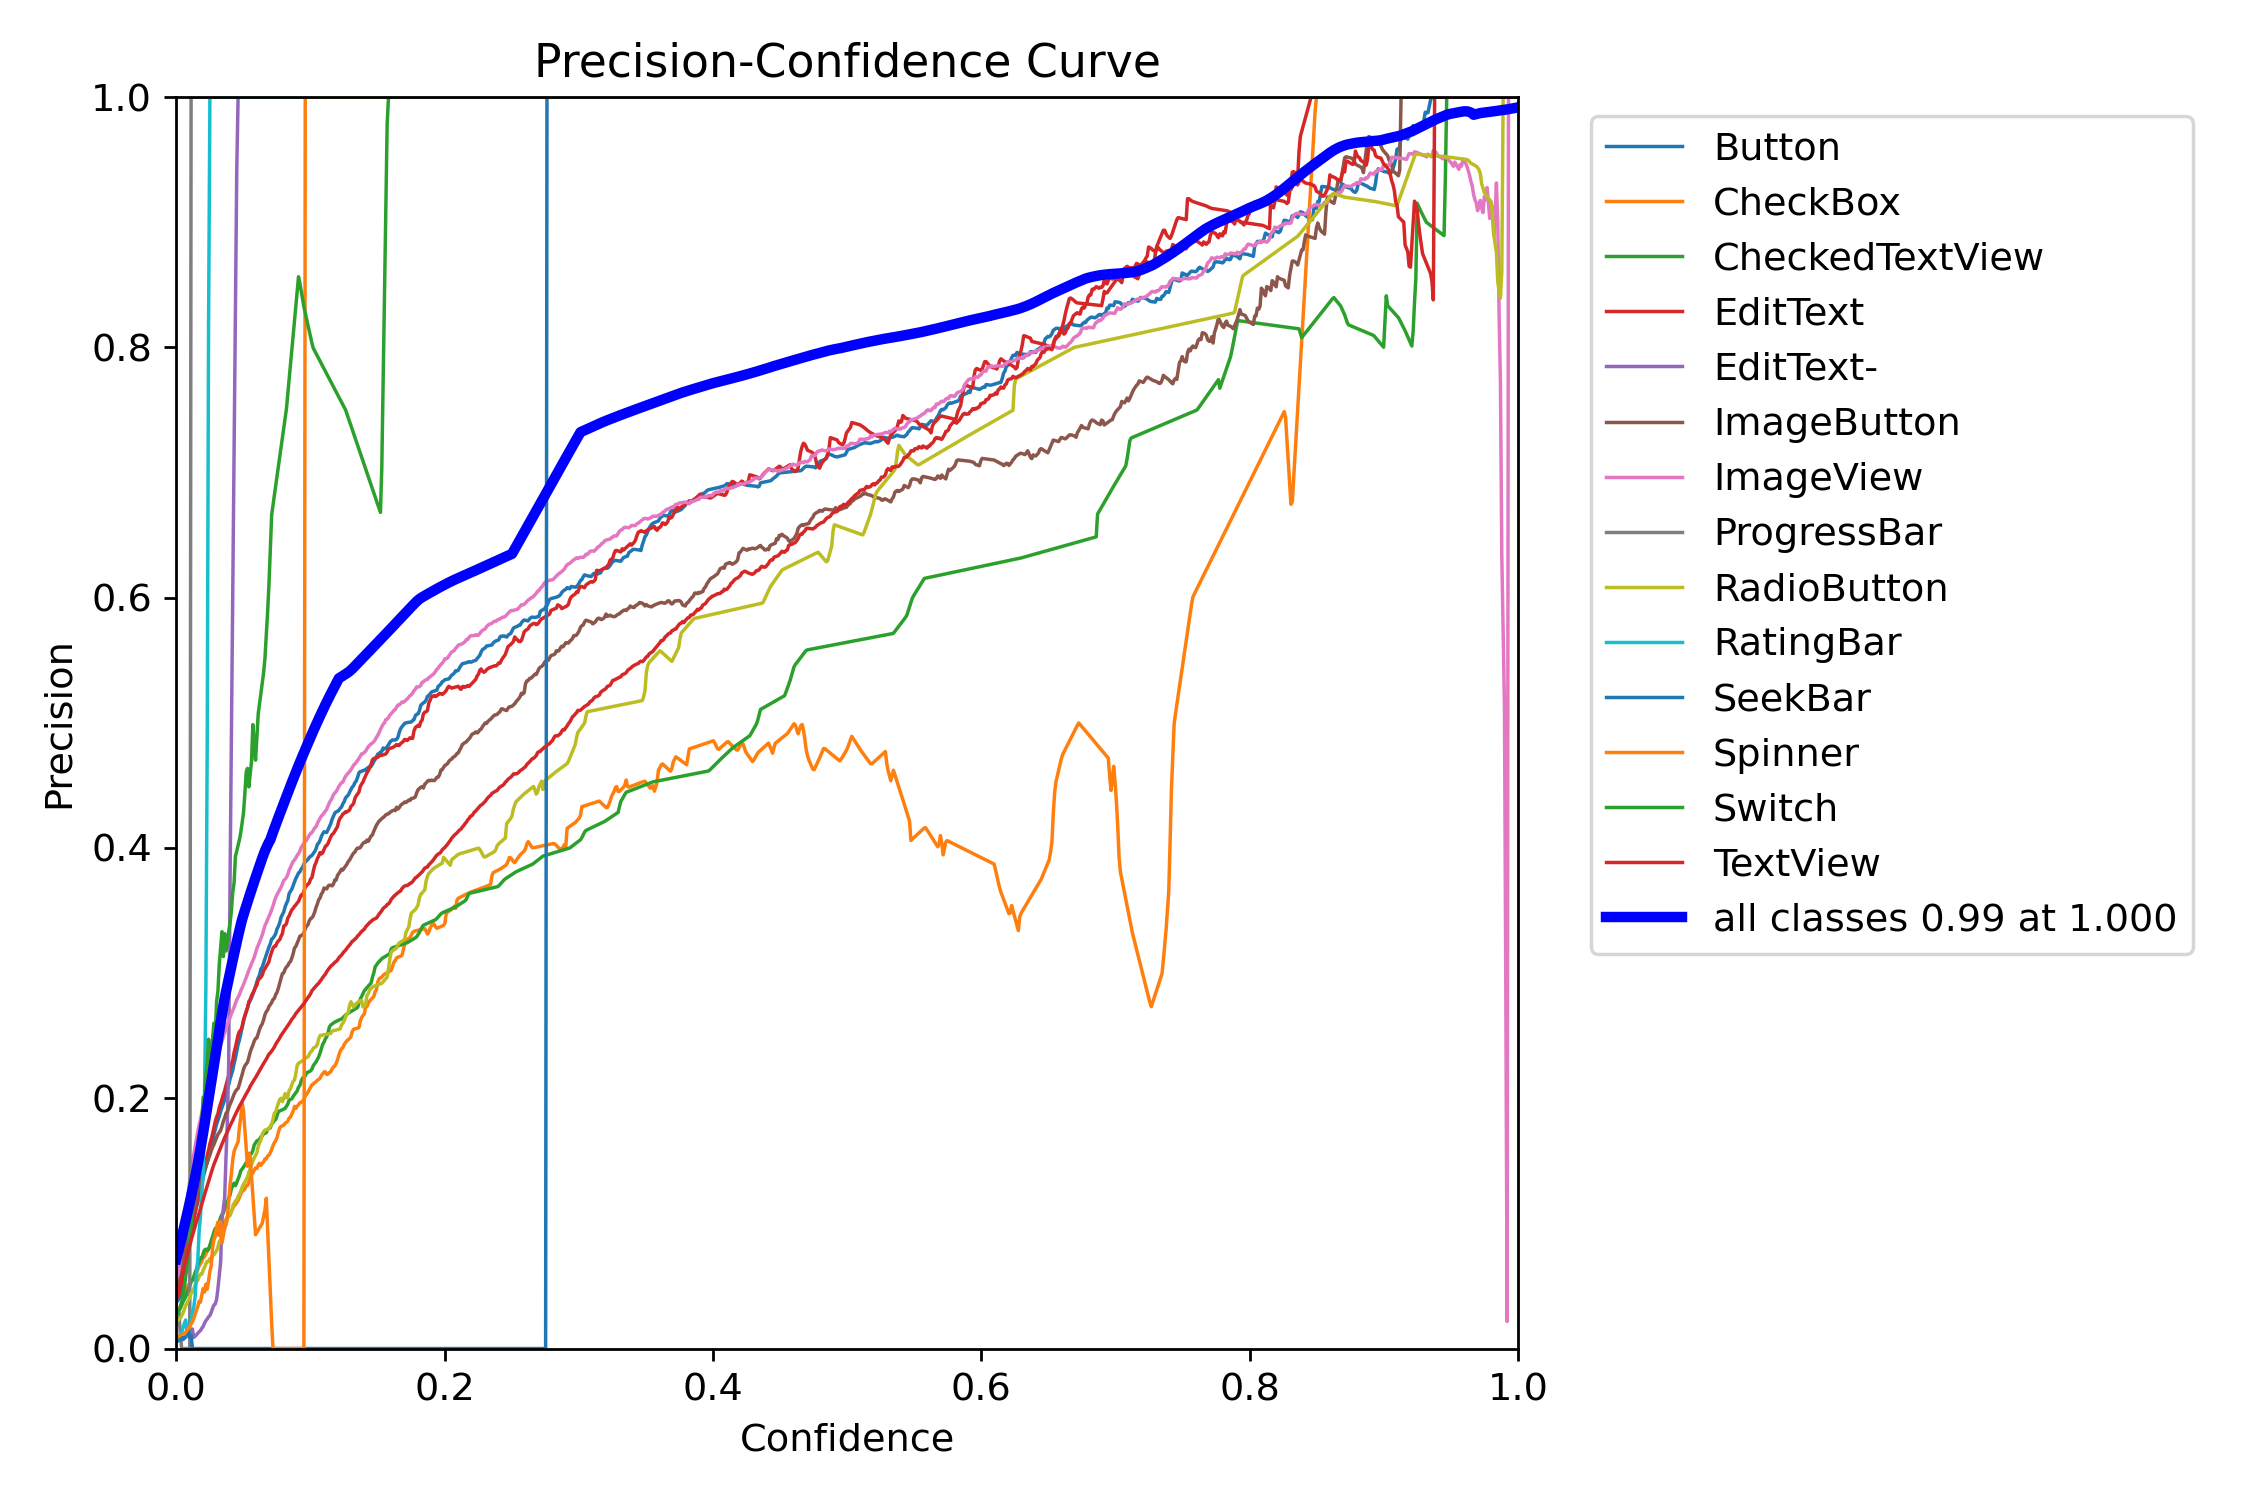 Precision-Confidence Curve
1.0
0.8
0.6
0.4
0.2
0.0
Precision
0.0 0.2 0.4 0.6 0.8 1.0
Confidence
Button
CheckBox
CheckedTextView
EditText
EditText-
ImageButton
ImageView
ProgressBar
RadioButton
RatingBar
SeekBar
Spinner
Switch
TextView
all classes 0.99 at 1.000